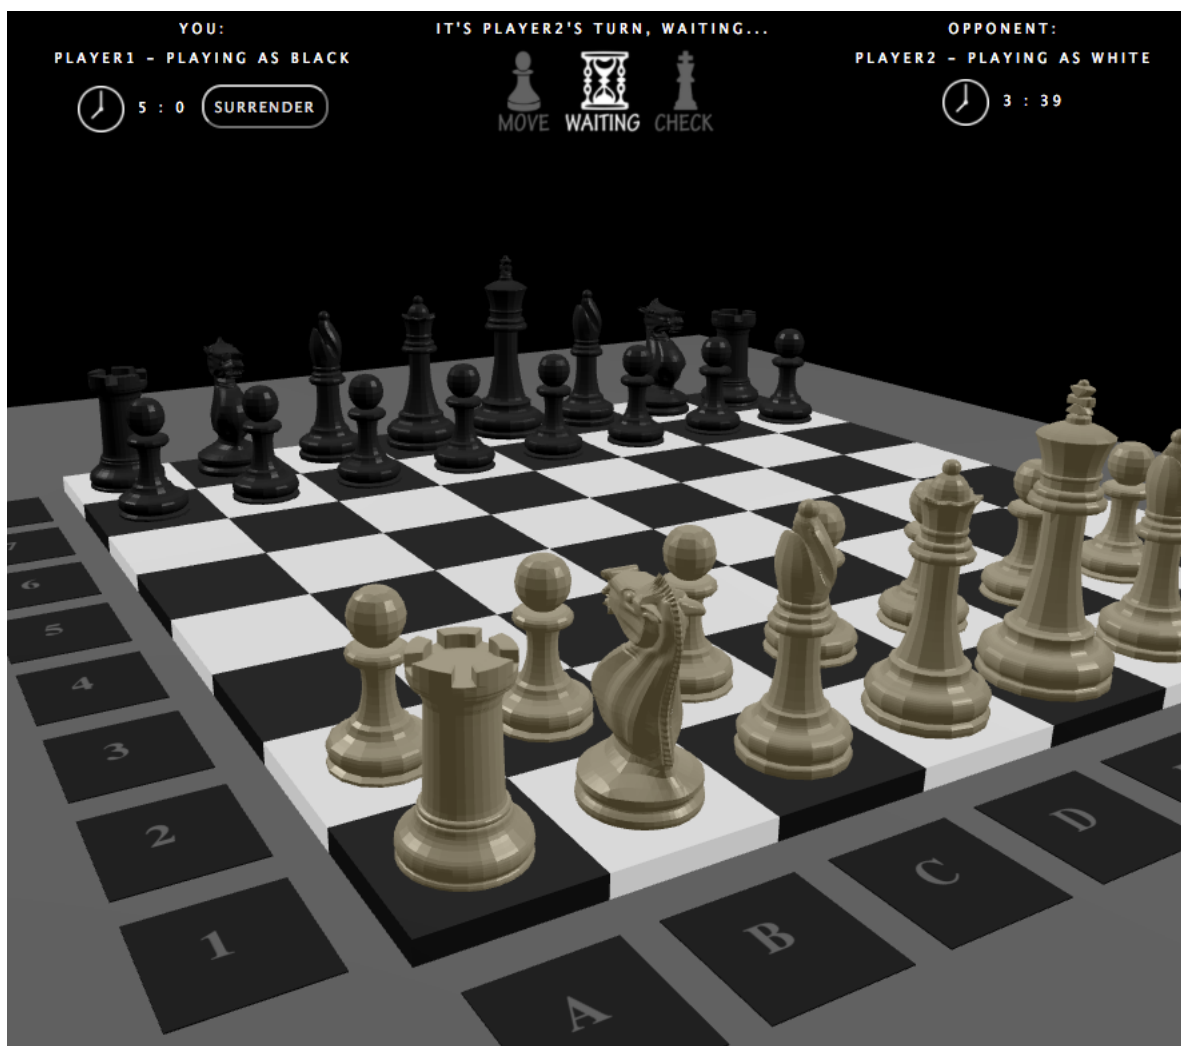 YOU:
PLAYER1 – PLAYING AS BLACK
5 : 0
SURRENDER
IT'S PLAYER2'S TURN, WAITING...
MOVE
WAITING
CHECK
OPPONENT:
PLAYER2 – PLAYING AS WHITE
3 : 39
7
6
5
4
3
2
1
A
B
C
D